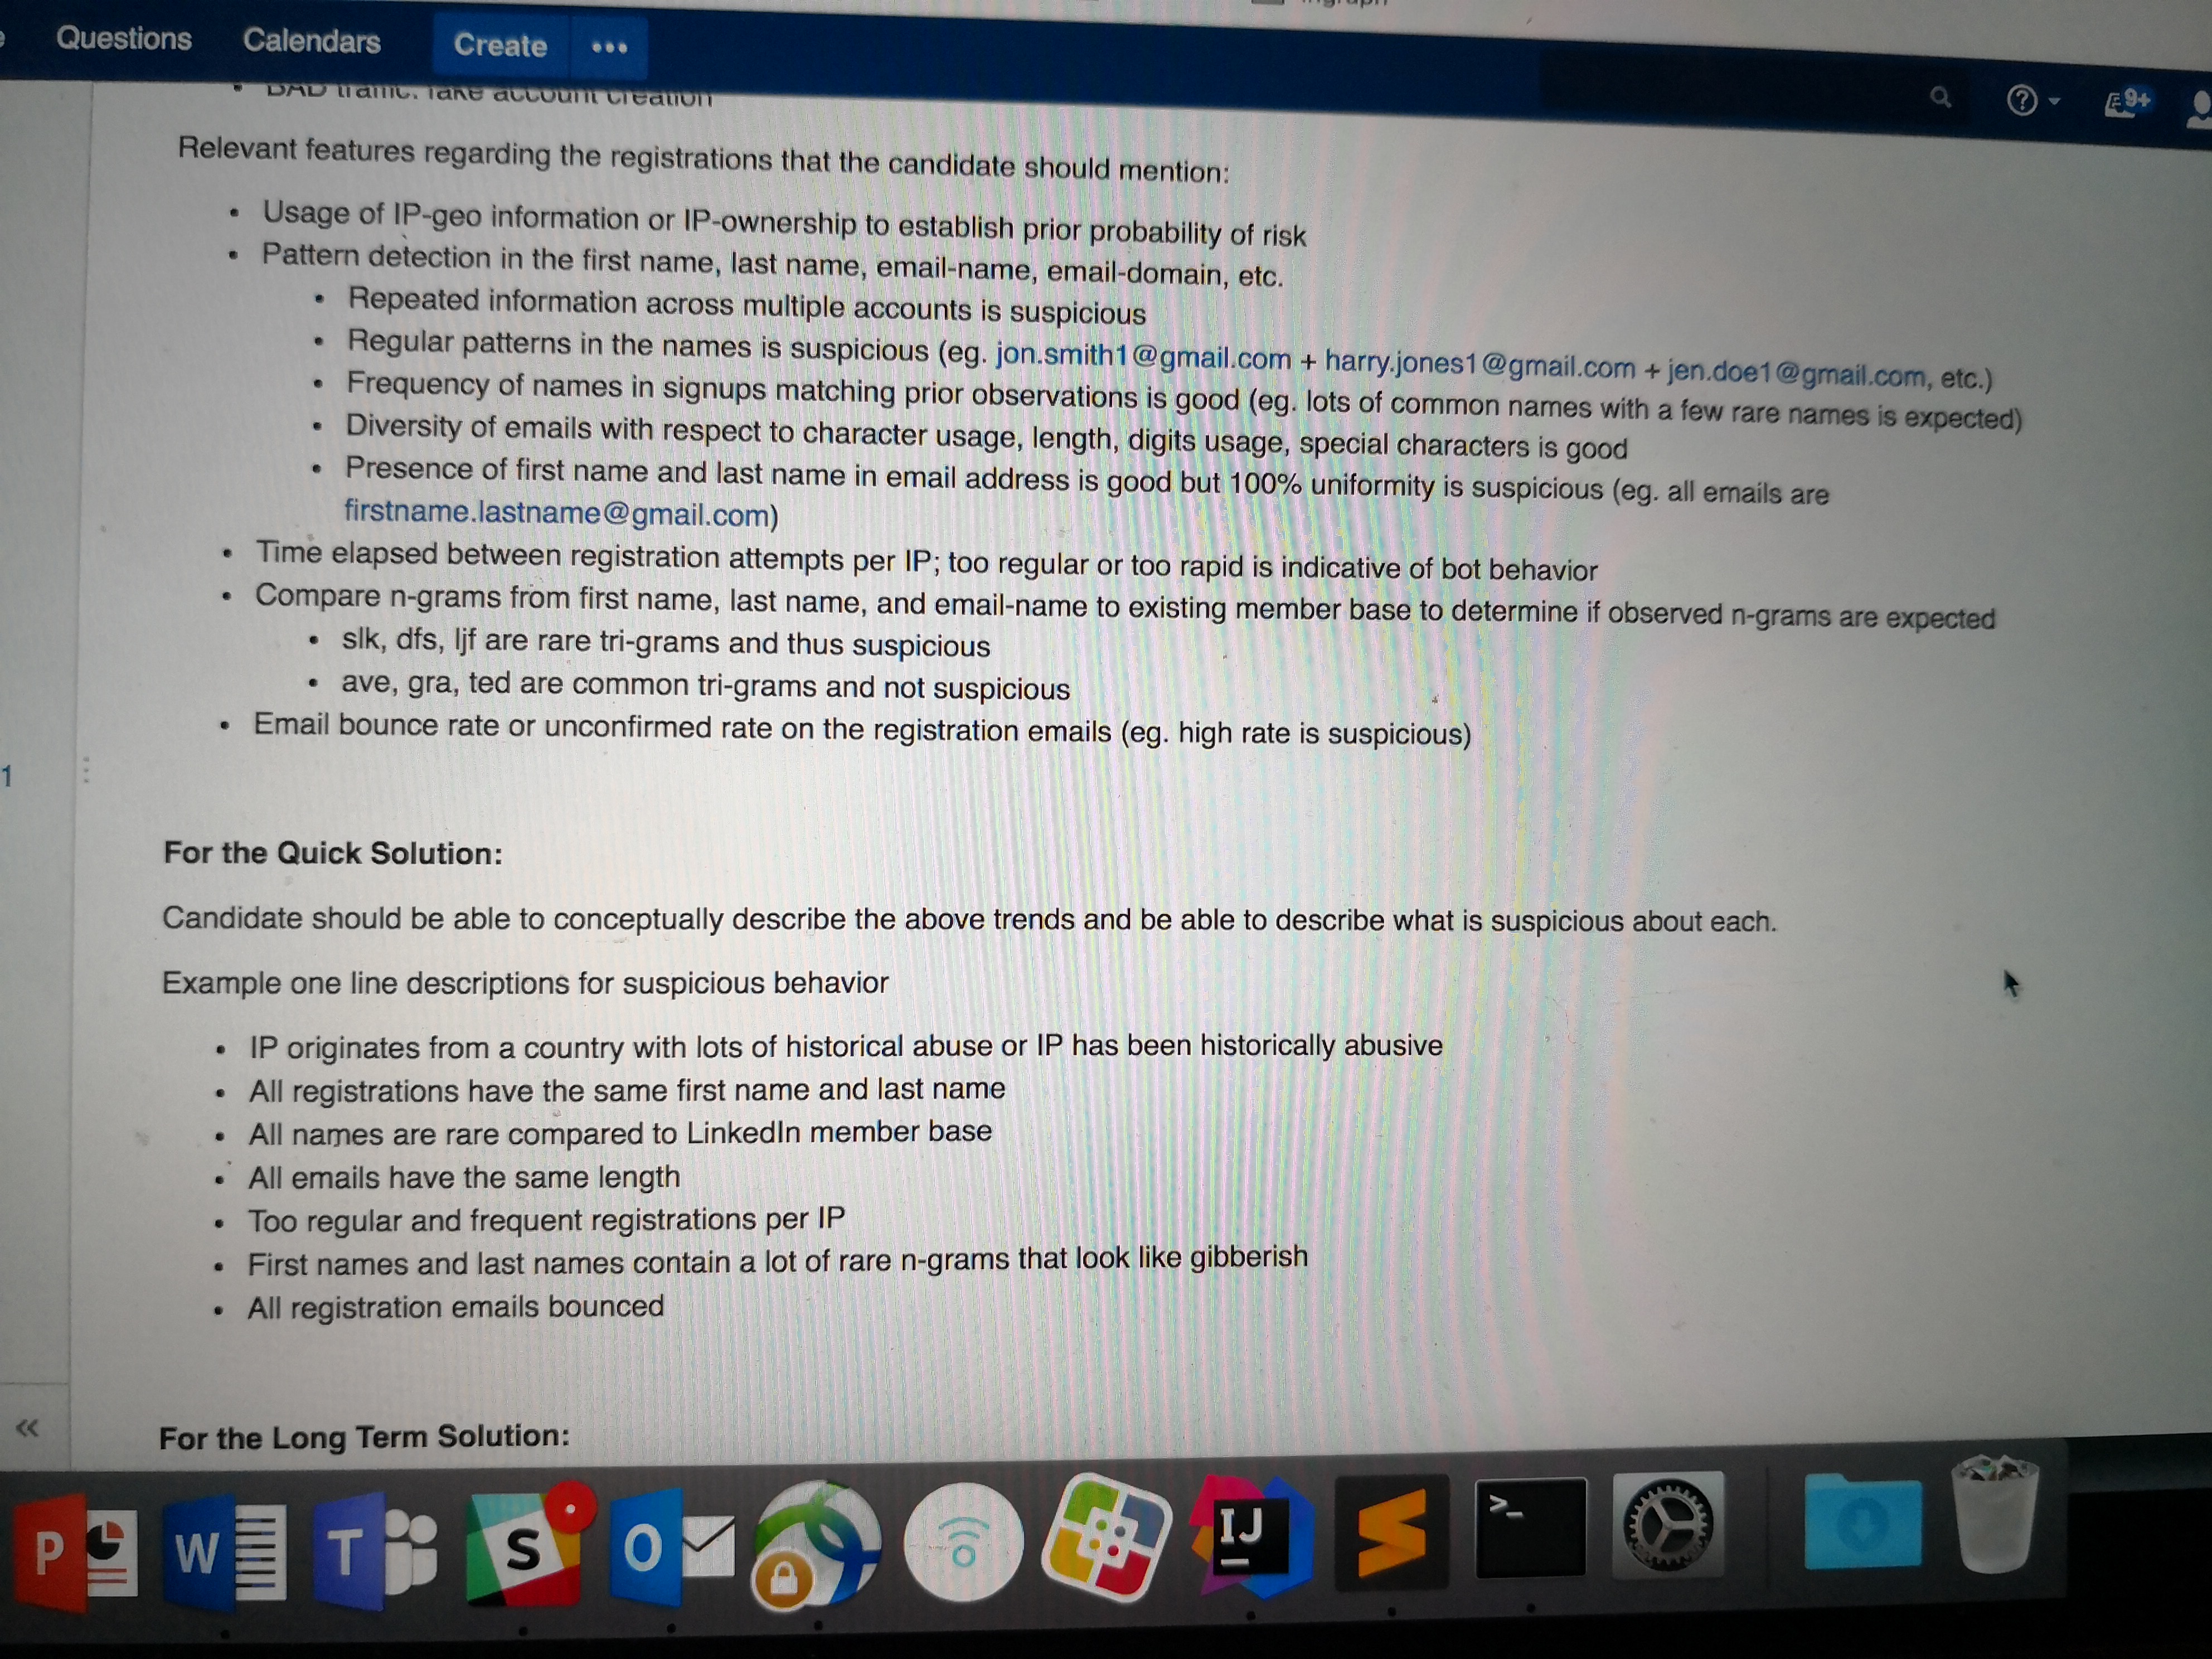 Questions Calendars Create •••
BAD traffic: fake account creation
9+
Relevant features regarding the registrations that the candidate should mention:
• Usage of IP-geo information or IP-ownership to establish prior probability of risk
• Pattern detection in the first name, last name, email-name, email-domain, etc.
• Repeated information across multiple accounts is suspicious
• Regular patterns in the names is suspicious (eg. jon.smith1@gmail.com + harry.jones1@gmail.com + jen.doe1@gmail.com, etc.)
• Frequency of names in signups matching prior observations is good (eg. lots of common names with a few rare names is expected)
• Diversity of emails with respect to character usage, length, digits usage, special characters is good
• Presence of first name and last name in email address is good but 100% uniformity is suspicious (eg. all emails are
firstname.lastname@gmail.com)
• Time elapsed between registration attempts per IP; too regular or too rapid is indicative of bot behavior
• Compare n-grams from first name, last name, and email-name to existing member base to determine if observed n-grams are expected
• slk, dfs, ljf are rare tri-grams and thus suspicious
• ave, gra, ted are common tri-grams and not suspicious
• Email bounce rate or unconfirmed rate on the registration emails (eg. high rate is suspicious)
1
For the Quick Solution:
Candidate should be able to conceptually describe the above trends and be able to describe what is suspicious about each.
Example one line descriptions for suspicious behavior
• IP originates from a country with lots of historical abuse or IP has been historically abusive
• All registrations have the same first name and last name
• All names are rare compared to LinkedIn member base
• All emails have the same length
• Too regular and frequent registrations per IP
• First names and last names contain a lot of rare n-grams that look like gibberish
• All registration emails bounced
For the Long Term Solution:
P W T S O IJ >_